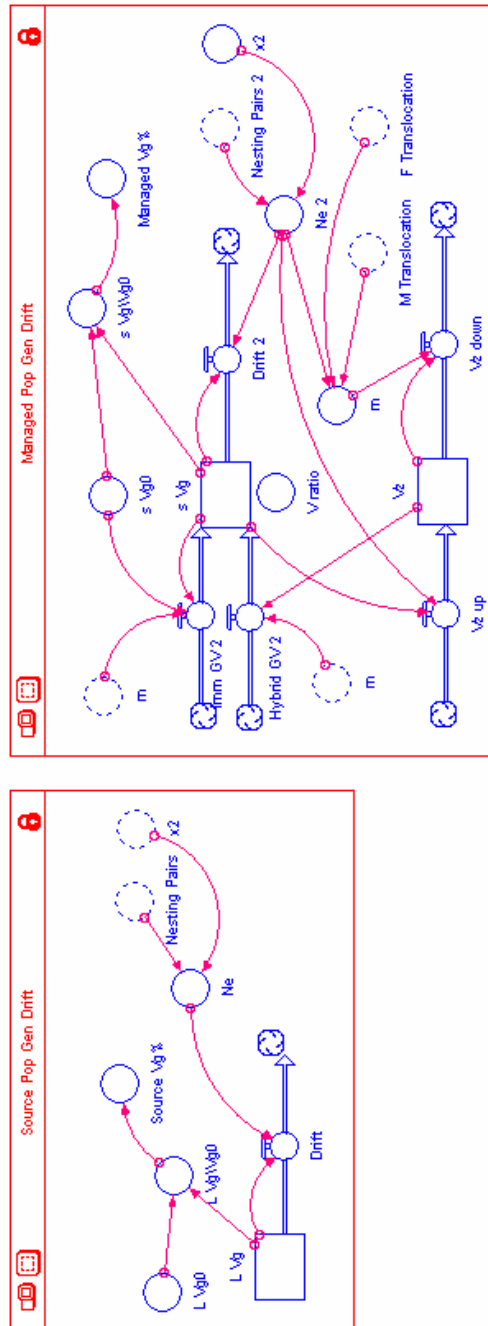 Source Pop Gen Drift
L Vg0
L Vg\Vg0
Source Vg %
Nesting Pairs
x2
Ne
L Vg
Drift
Managed Pop Gen Drift
m
s Vg0
s Vg\Vg0
Managed Vg %
Imm GV 2
s Vg
Drift 2
Nesting Pairs 2
x2
Hybrid GV 2
V ratio
Ne 2
m
m
M Translocation
F Translocation
Vz up
Vz
Vz down